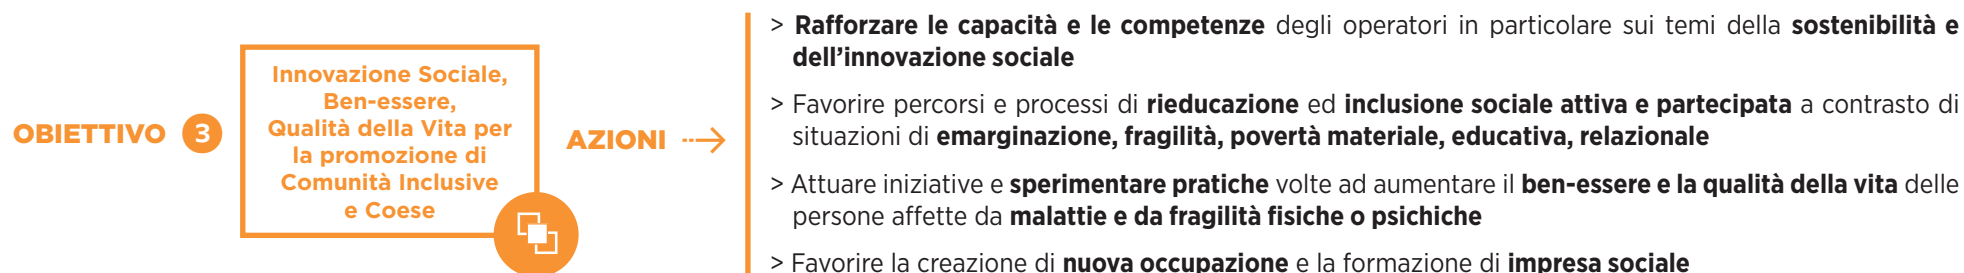 OBIETTIVO 3
Innovazione Sociale,
Ben-essere,
Qualità della Vita per
la promozione di
Comunità Inclusive
e Coese
AZIONI
> Rafforzare le capacità e le competenze degli operatori in particolare sui temi della sostenibilità e
dell’innovazione sociale
> Favorire percorsi e processi di rieducazione ed inclusione sociale attiva e partecipata a contrasto di
situazioni di emarginazione, fragilità, povertà materiale, educativa, relazionale
> Attuare iniziative e sperimentare pratiche volte ad aumentare il ben-essere e la qualità della vita delle
persone affette da malattie e da fragilità fisiche o psichiche
> Favorire la creazione di nuova occupazione e la formazione di impresa sociale